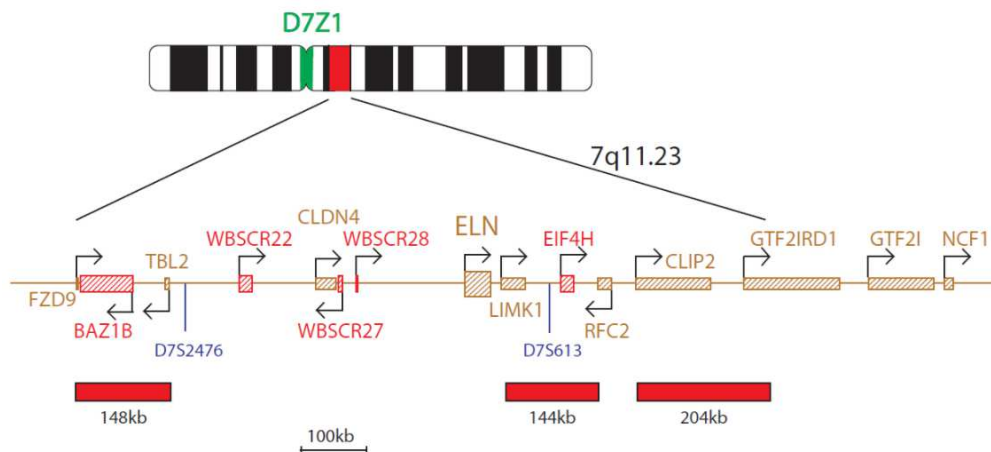 D7Z1
7q11.23
CLDN4
WBSCR22
WBSCR28
ELN
EIF4H
GTF2IRD1
GTF2I
NCF1
TBL2
CLIP2
FZD9
LIMK1
BAZ1B
WBSCR27
RFC2
D7S2476
D7S613
148kb
144kb
204kb
100kb